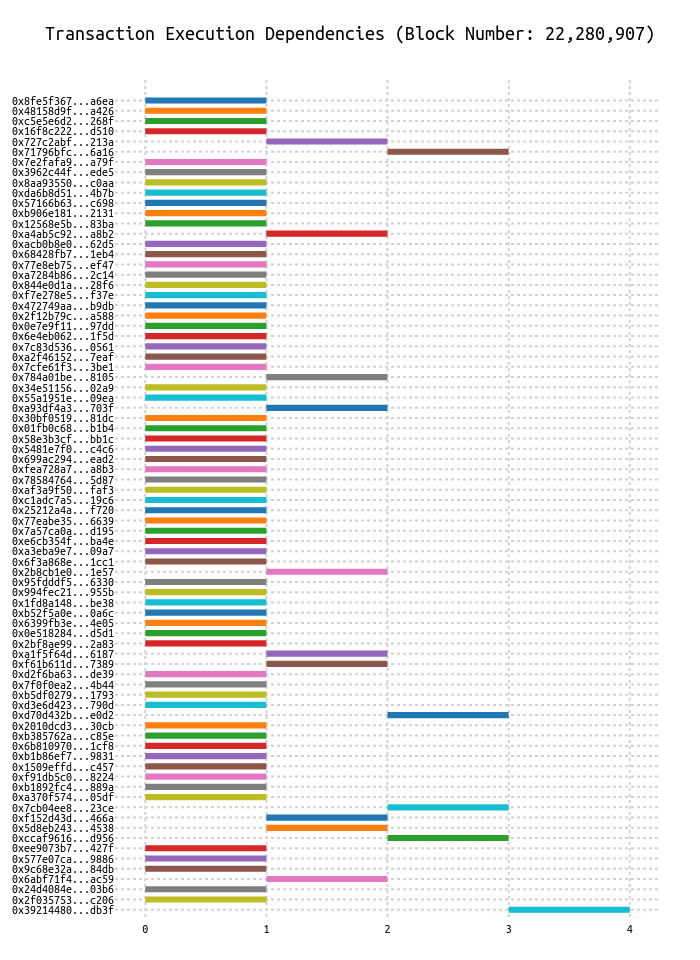 Transaction Execution Dependencies (Block Number: 22,280,907)
0x8fe5f367...a6ea
0x48158d9f...a426
0xc5e5e6d2...268f
0x16f8c222...d510
0x727c2abf...213a
0x71796bfc...6a16
0x7e2fafa9...a79f
0x3962c44f...ede5
0x8aa93550...c0aa
0xda6b8d51...4b7b
0x57166b63...c698
0xb906e181...2131
0x12568e5b...83ba
0xa4ab5c92...a8b2
0xacb0b8e0...62d5
0x68428fb7...1eb4
0x77e8eb75...ef47
0xa7284b86...2c14
0x844e0d1a...28f6
0xf7e278e5...f37e
0x472749aa...b9db
0x2f12b79c...a588
0x0e7e9f11...97dd
0x6e4eb062...1f5d
0x7c83d536...0561
0xa2f46152...7eaf
0x7cfe61f3...3be1
0x784a01be...8105
0x34e51156...02a9
0x55a1951e...09ea
0xa93df4a3...703f
0x30bf0519...81dc
0x01fb0c68...b1b4
0x58e3b3cf...bb1c
0x5481e7f0...c4c6
0x699ac294...ead2
0xfea728a7...a8b3
0x78584764...5d87
0xaf3a9f50...faf3
0xc1adc7a5...19c6
0x25212a4a...f720
0x77eabe35...6639
0x7a57ca0a...d195
0xe6cb354f...ba4e
0xa3eba9e7...09a7
0x6f3a868e...1cc1
0x2b8cb1e0...1e57
0x95fdddf5...6330
0x994fec21...955b
0x1fd8a148...be38
0xb52f5a0e...0a6c
0x6399fb3e...4e05
0x0e518284...d5d1
0x2bf8ae99...2a83
0xa1f5f64d...6187
0xf61b611d...7389
0xd2f6ba63...de39
0x7f0f0ea2...4b44
0xb5df0279...1793
0xd3e6d423...790d
0xd70d432b...e0d2
0x2010dcd3...30cb
0xb385762a...c85e
0x6b810970...1cf8
0xb1b86ef7...9831
0x1509effd...c457
0xf91db5c0...8224
0xb1892fc4...889a
0xa370f574...05df
0x7cb04ee8...23ce
0xf152d43d...466a
0x5d8eb243...4538
0xccaf9616...d956
0xee9073b7...427f
0x577e07ca...9886
0x9c68e32a...84db
0x6abf71f4...ac59
0x24d4084e...03b6
0x2f035753...c206
0x39214480...db3f
0 1 2 3 4